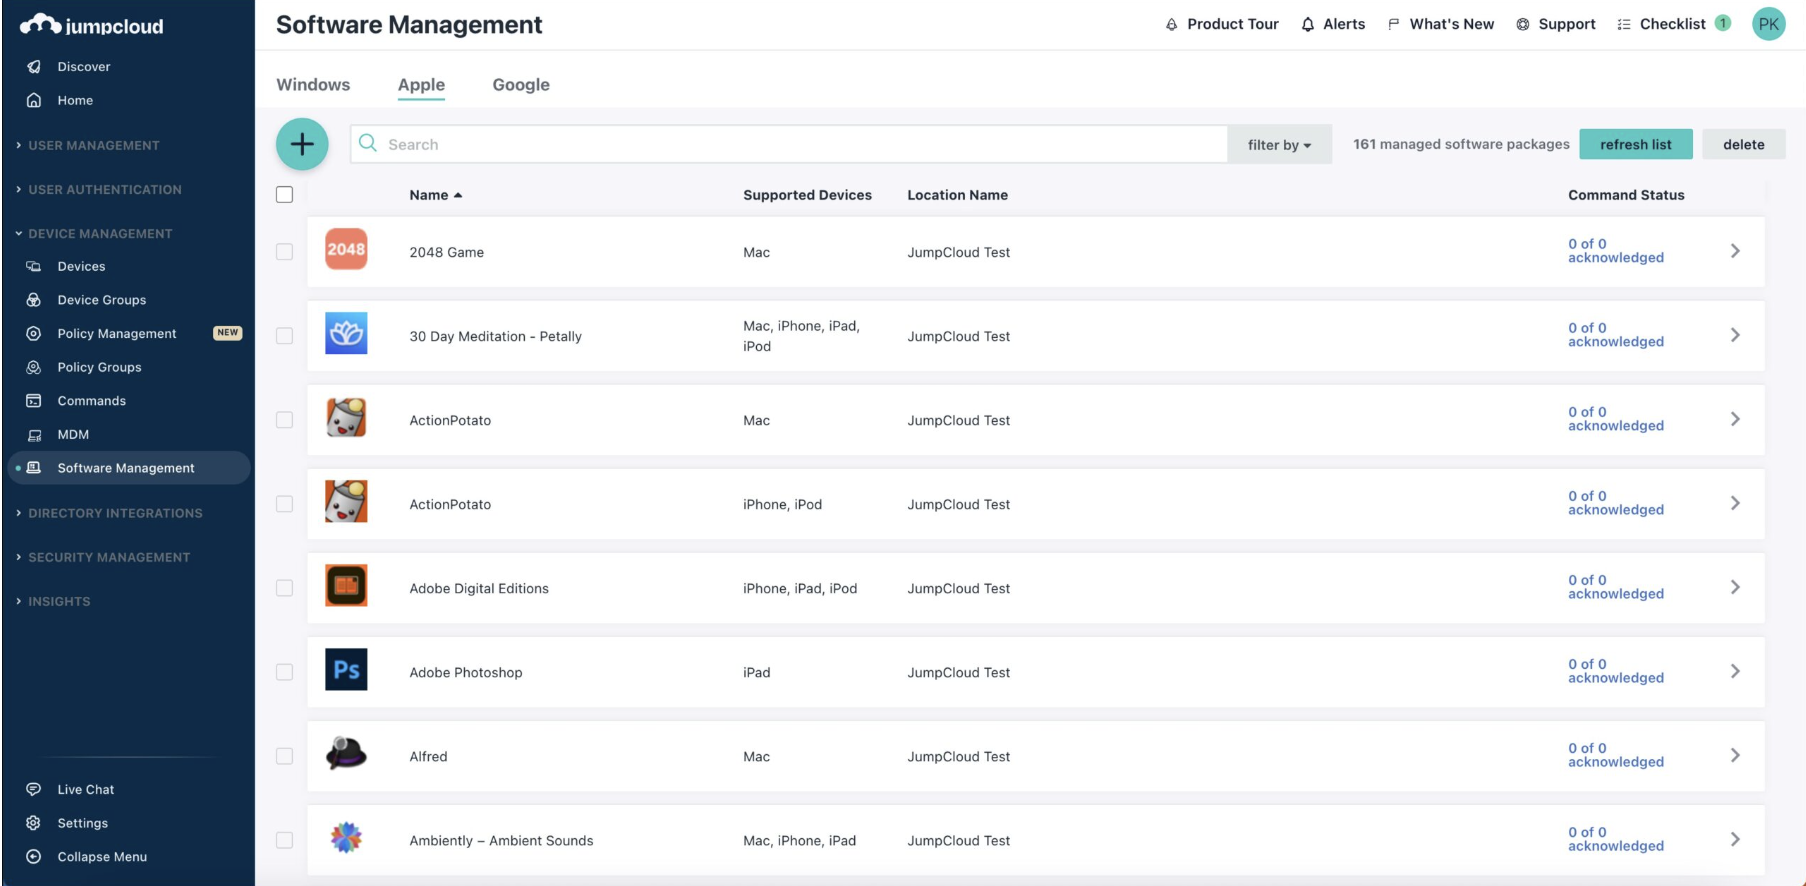 jumpcloud
Discover
Home
USER MANAGEMENT
USER AUTHENTICATION
DEVICE MANAGEMENT
Devices
Device Groups
Policy Management NEW
Policy Groups
Commands
MDM
Software Management
DIRECTORY INTEGRATIONS
SECURITY MANAGEMENT
INSIGHTS
Live Chat
Settings
Collapse Menu
Software Management
Product Tour Alerts What's New Support Checklist 1 PK
Windows Apple Google
+ Search filter by 161 managed software packages refresh list delete
Name Supported Devices Location Name Command Status
2048 2048 Game Mac JumpCloud Test 0 of 0
acknowledged
30 Day Meditation - Petally Mac, iPhone, iPad,
iPod JumpCloud Test 0 of 0
acknowledged
ActionPotato Mac JumpCloud Test 0 of 0
acknowledged
ActionPotato iPhone, iPod JumpCloud Test 0 of 0
acknowledged
Adobe Digital Editions iPhone, iPad, iPod JumpCloud Test 0 of 0
acknowledged
Ps Adobe Photoshop iPad JumpCloud Test 0 of 0
acknowledged
Alfred Mac JumpCloud Test 0 of 0
acknowledged
Ambiently – Ambient Sounds Mac, iPhone, iPad JumpCloud Test 0 of 0
acknowledged